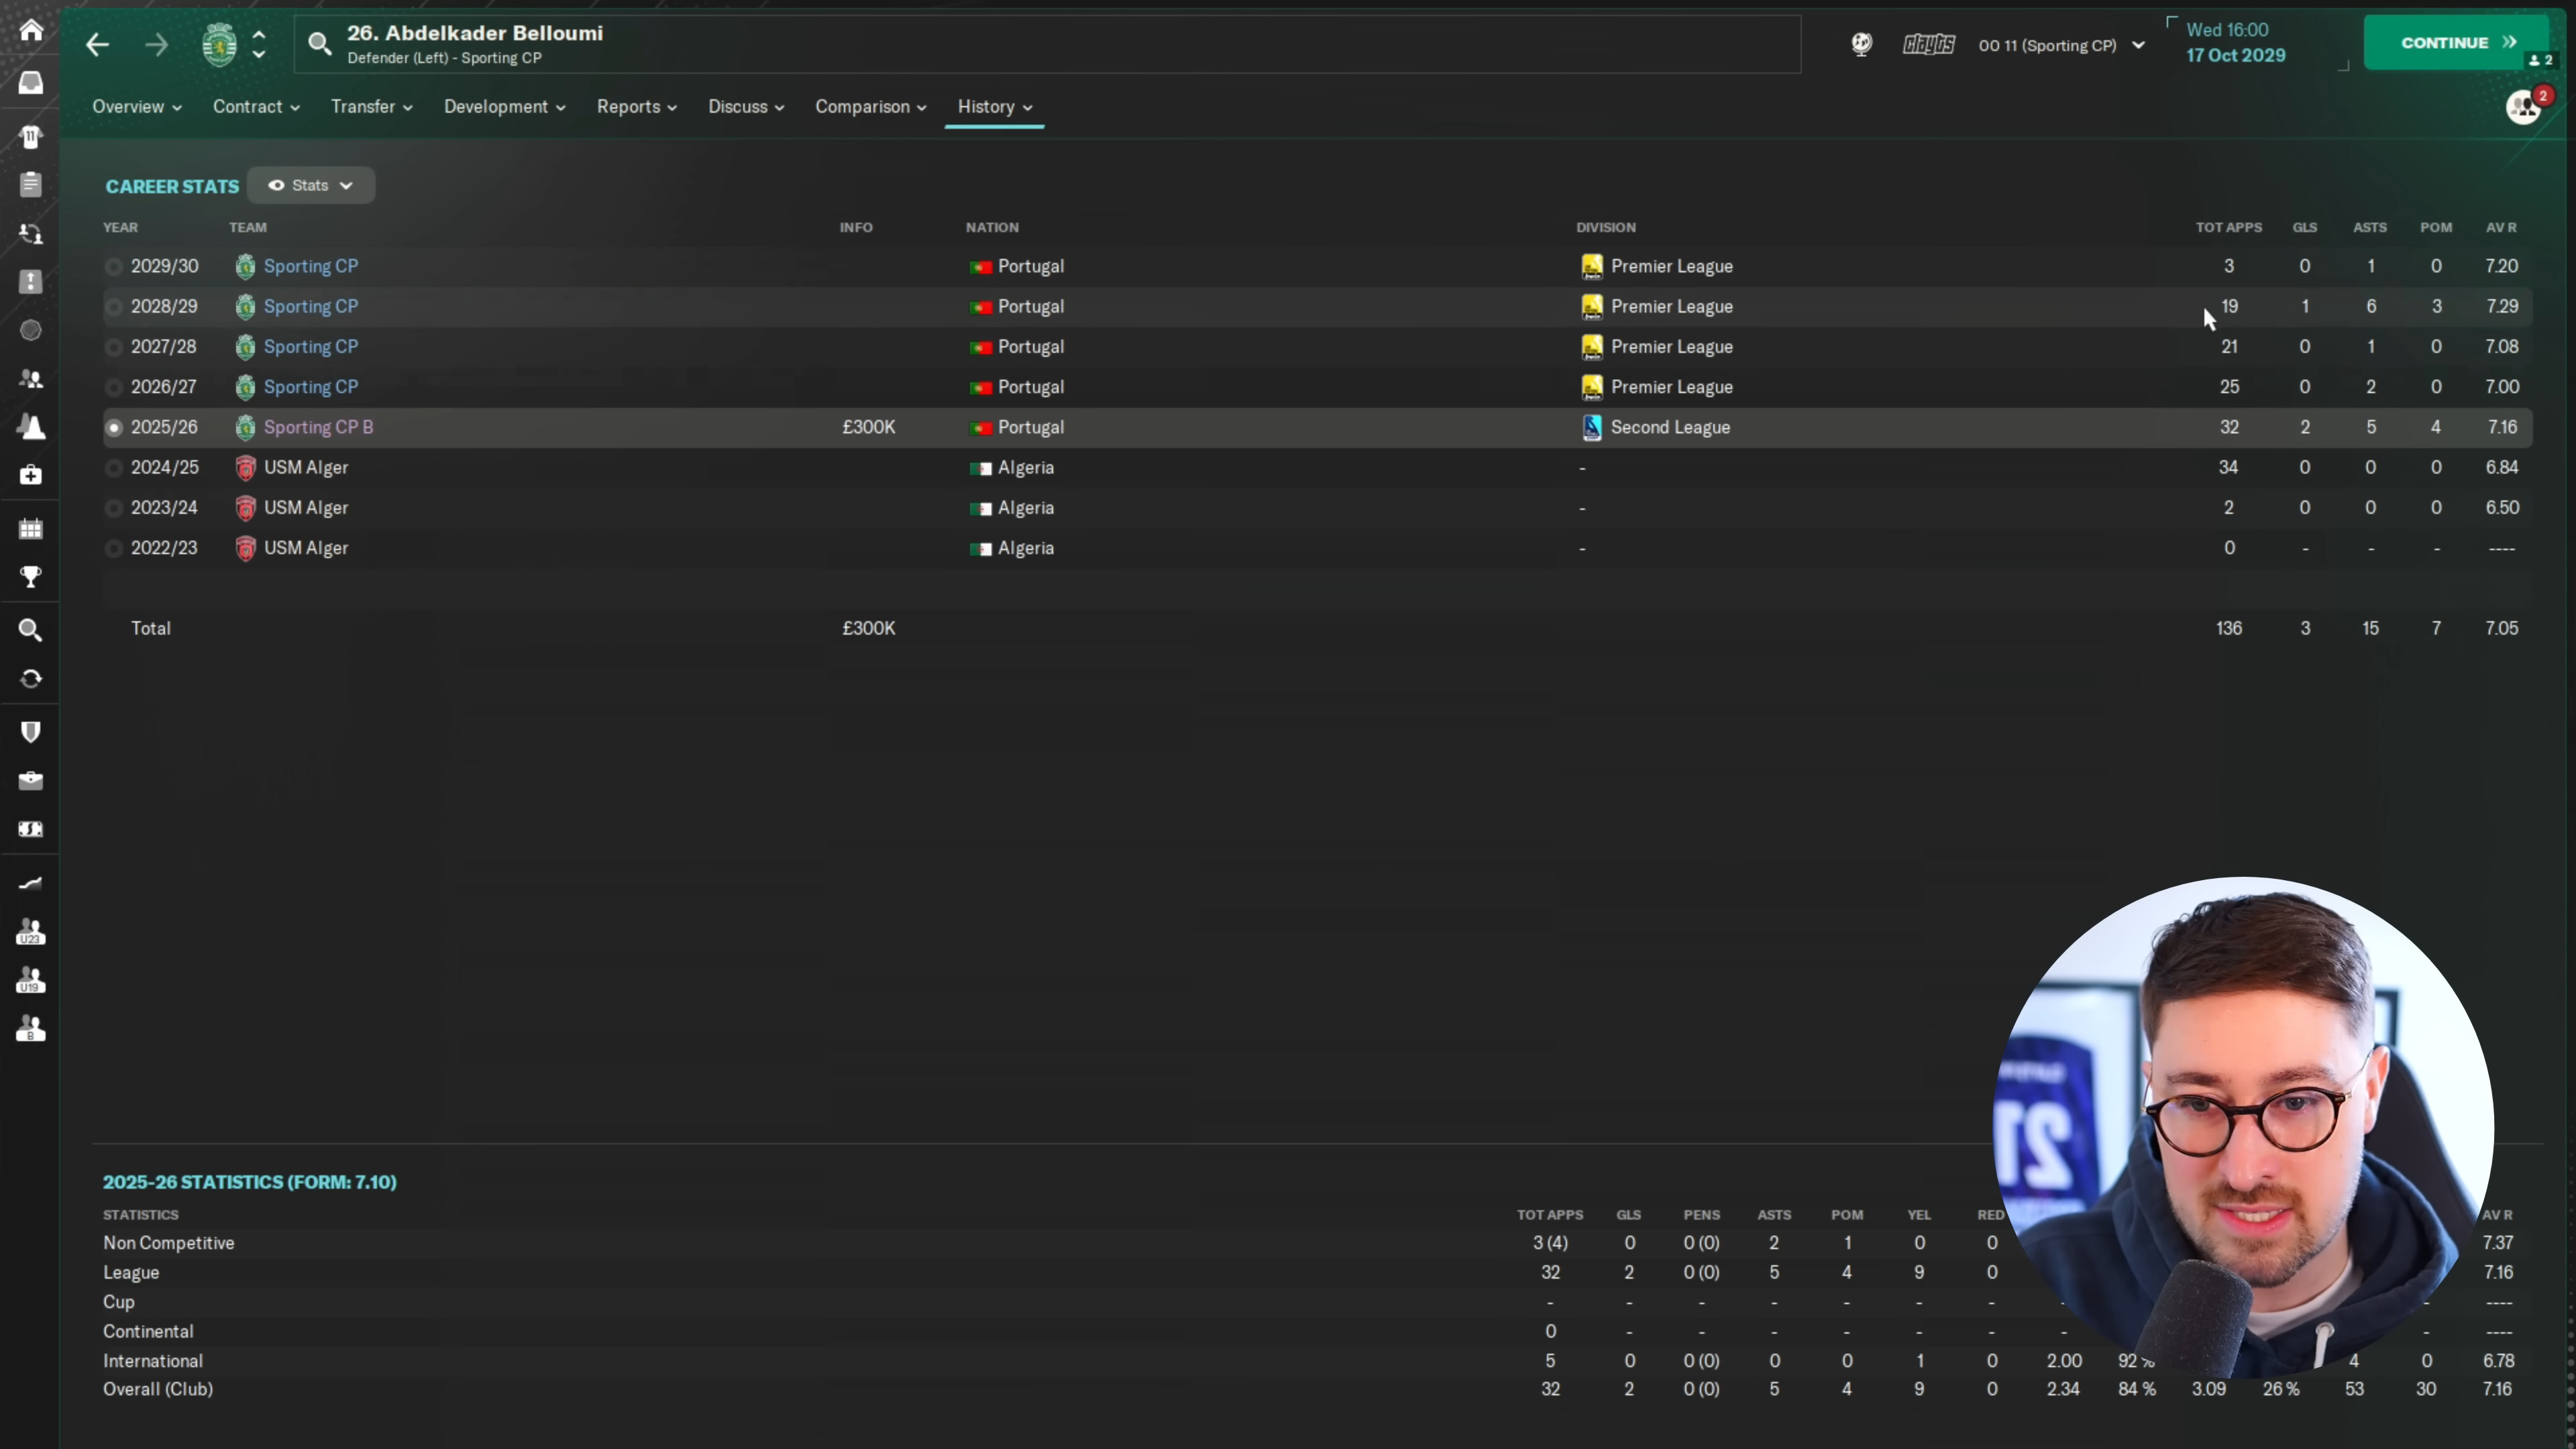 26. Abdelkader Belloumi
Defender (Left) - Sporting CP
00 11 (Sporting CP)
Wed 16:00
17 Oct 2029
CONTINUE
2
Overview Contract Transfer Development Reports Discuss Comparison History
2
11
CAREER STATS Stats
YEAR TEAM INFO NATION DIVISION TOT APPS GLS ASTS POM AV R
2029/30 Sporting CP Portugal Premier League 3 0 1 0 7.20
2028/29 Sporting CP Portugal Premier League 19 1 6 3 7.29
2027/28 Sporting CP Portugal Premier League 21 0 1 0 7.08
2026/27 Sporting CP Portugal Premier League 25 0 2 0 7.00
2025/26 Sporting CP B £300K Portugal Second League 32 2 5 4 7.16
2024/25 USM Alger Algeria - 34 0 0 0 6.84
2023/24 USM Alger Algeria - 2 0 0 0 6.50
2022/23 USM Alger Algeria - 0 - - - ----
Total £300K 136 3 15 7 7.05
U23
U19
B
21
2025-26 STATISTICS (FORM: 7.10)
STATISTICS TOT APPS GLS PENS ASTS POM YEL RED AV R
Non Competitive 3 (4) 0 0 (0) 2 1 0 0 7.37
League 32 2 0 (0) 5 4 9 0 7.16
Cup - - - - - - - - - ----
Continental 0 - - - - - - - - ----
International 5 0 0 (0) 0 0 1 0 2.00 92 % 4 0 6.78
Overall (Club) 32 2 0 (0) 5 4 9 0 2.34 84 % 3.09 26 % 53 30 7.16